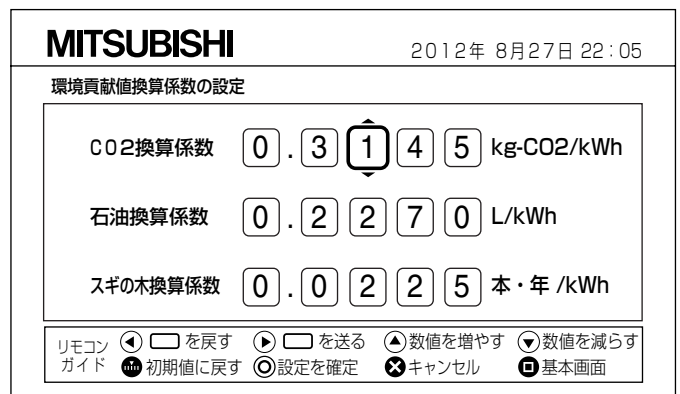 MITSUBISHI 2012年 8月27日 22:05
環境貢献値換算係数の設定
CO2換算係数 0.3145 kg-CO2/kWh
石油換算係数 0.2270 L/kWh
スギの木換算係数 0.0225 本・年 /kWh
リモコンガイド を戻す を送る 数値を増やす 数値を減らす
初期値に戻す 設定を確定 キャンセル 基本画面